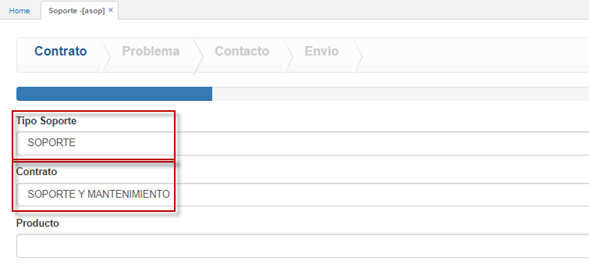 Home Soporte -[asop] ×
Contrato Problema Contacto Envio
Tipo Soporte
SOPORTE
Contrato
SOPORTE Y MANTENIMIENTO
Producto